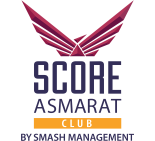 SCORE
ASMARAT
CLUB
BY SMASH MANAGEMENT